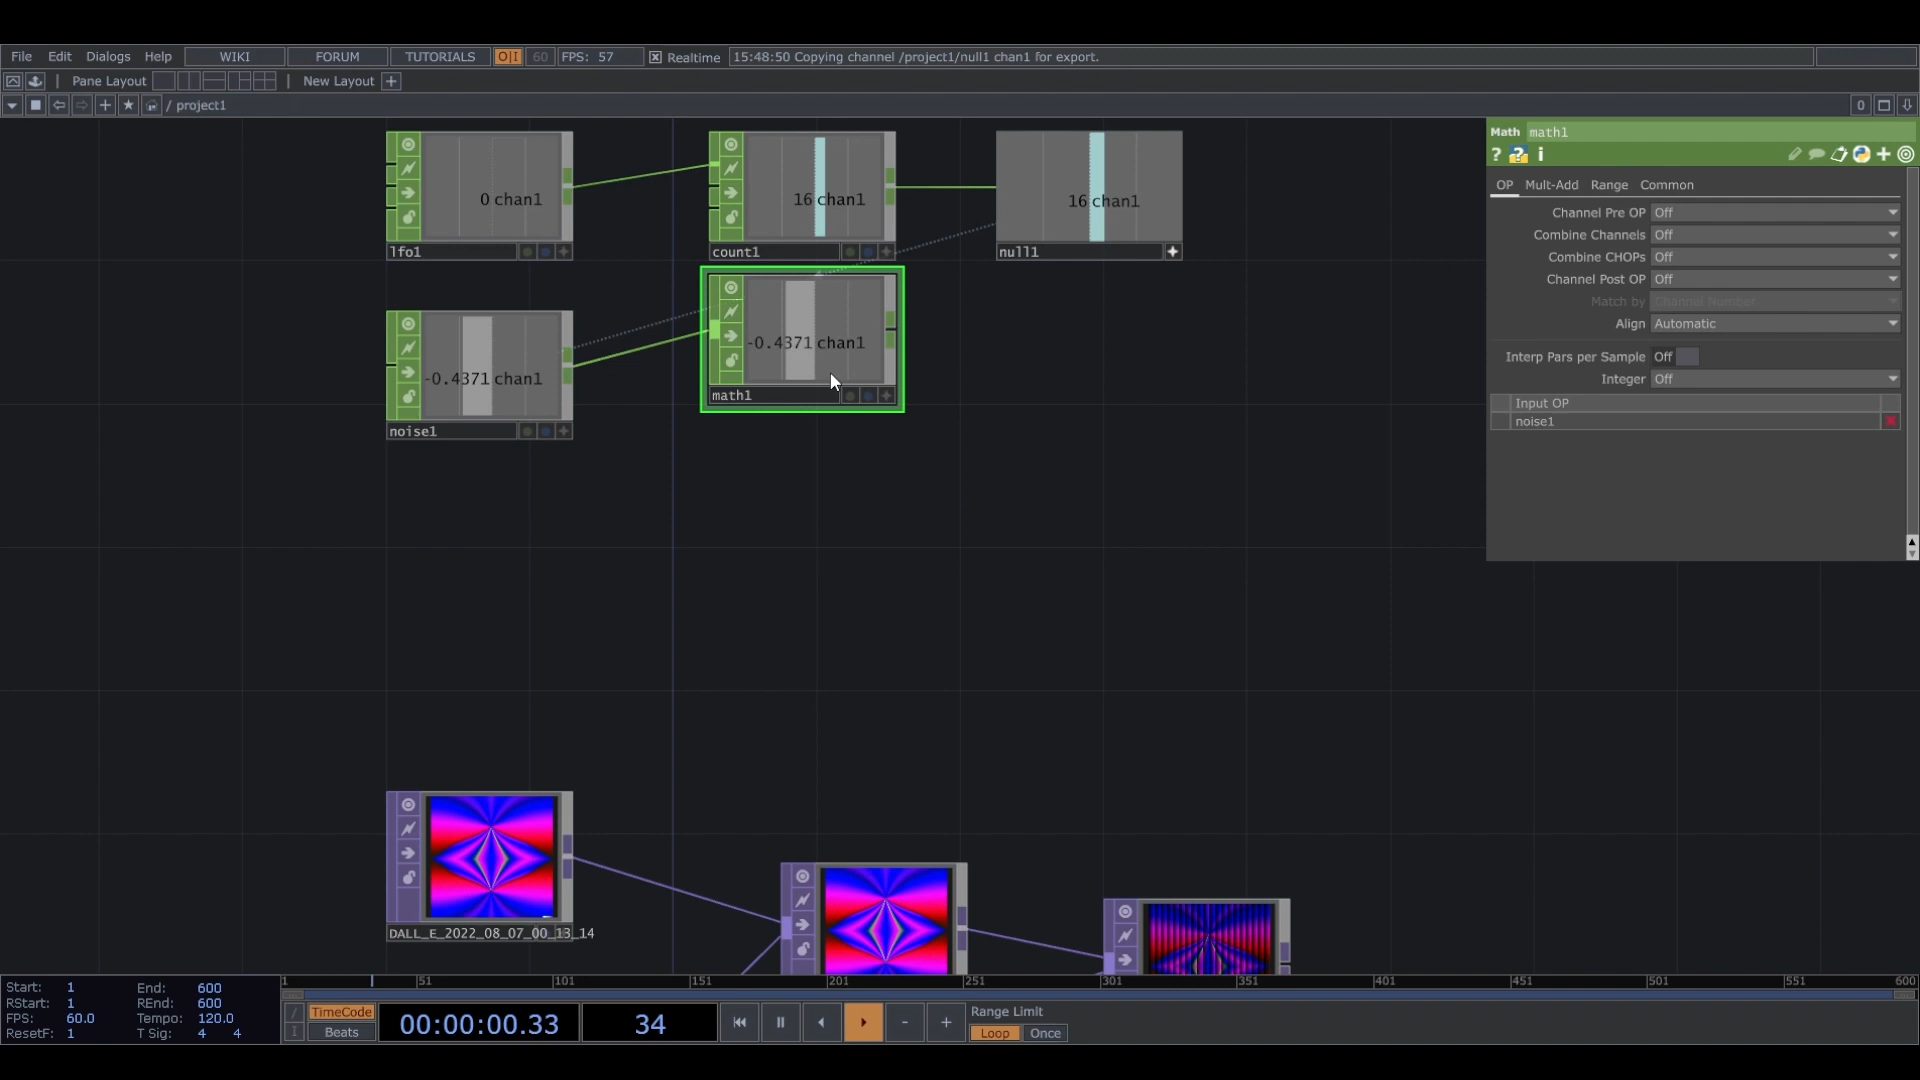 File Edit Dialogs Help WIKI FORUM TUTORIALS O|I 60 FPS: 57 Realtime 15:48:50 Copying channel /project1/null1 chan1 for export.
Pane Layout New Layout +
/ project1 0
0 chan1
lfo1
16 chan1
count1
16 chan1
null1
-0.4371 chan1
noise1
-0.4371 chan1
math1
Math math1
? ? i
OP Mult-Add Range Common
Channel Pre OP Off
Combine Channels Off
Combine CHOPs Off
Channel Post OP Off
Match by Channel Number
Align Automatic
Interp Pars per Sample Off
Integer Off
Input OP
noise1
DALL_E_2022_08_07_00_13_14
1 51 101 151 201 251 301 351 401 451 501 551 600
Start: 1 End: 600
RStart: 1 REnd: 600
FPS: 60.0 Tempo: 120.0
ResetF: 1 T Sig: 4 4
TimeCode
Beats
00:00:00.33
34
- +
Range Limit
Loop Once